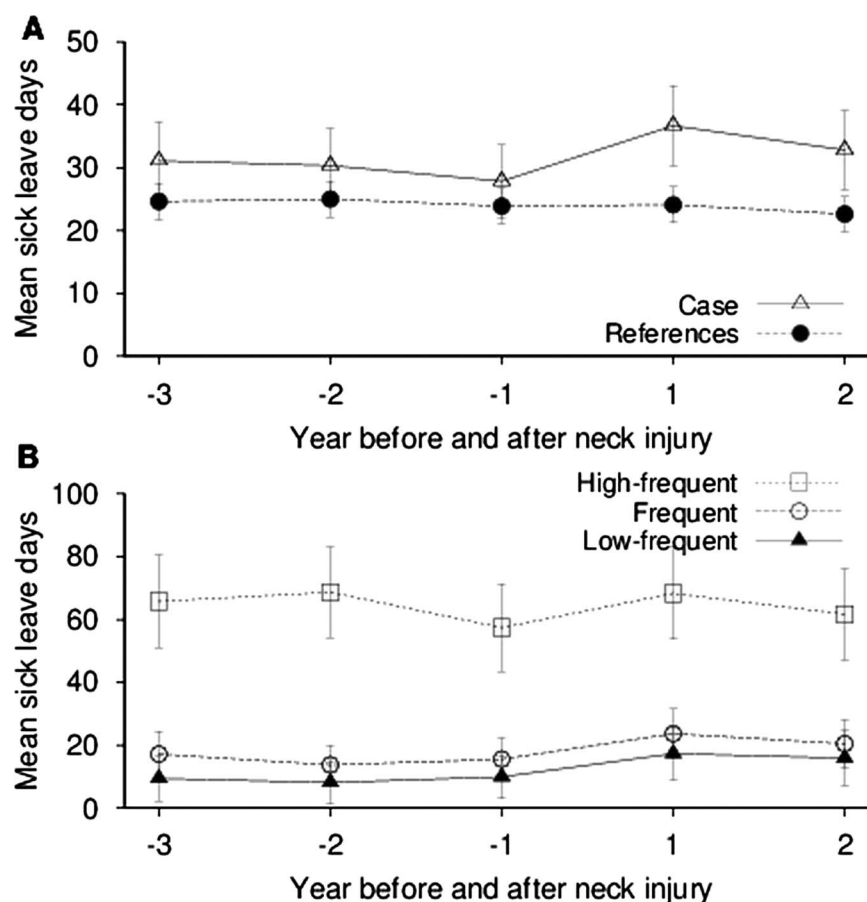 A
Mean sick leave days
50
40
30
20
10
0
Case
References
-3 -2 -1 1 2
Year before and after neck injury
B
Mean sick leave days
100
80
60
40
20
0
High-frequent
Frequent
Low-frequent
-3 -2 -1 1 2
Year before and after neck injury